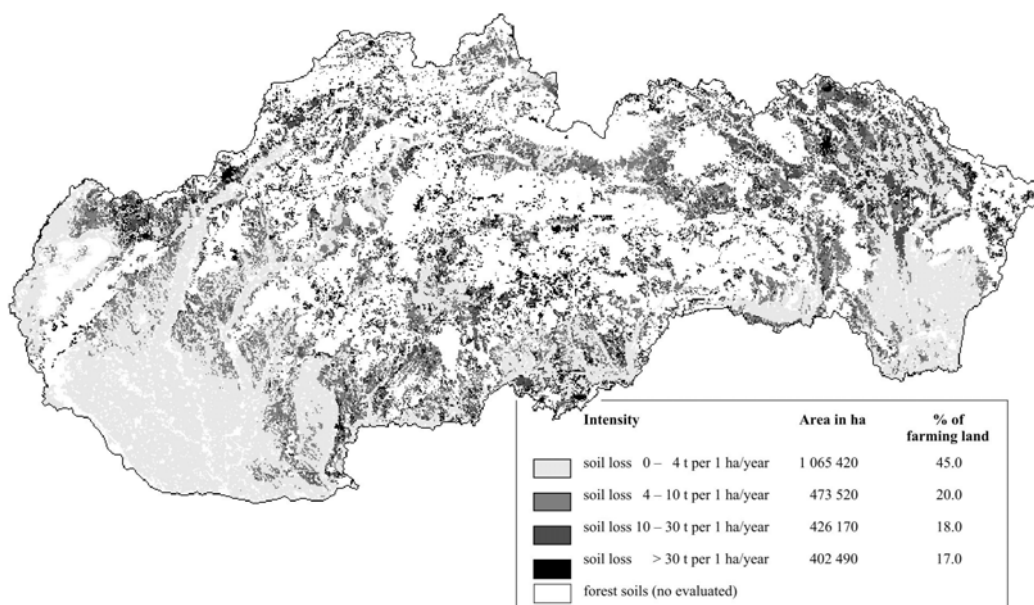 Intensity Area in ha % of
farming land
soil loss 0 – 4 t per 1 ha/year 1 065 420 45.0
soil loss 4 – 10 t per 1 ha/year 473 520 20.0
soil loss 10 – 30 t per 1 ha/year 426 170 18.0
soil loss > 30 t per 1 ha/year 402 490 17.0
forest soils (no evaluated)